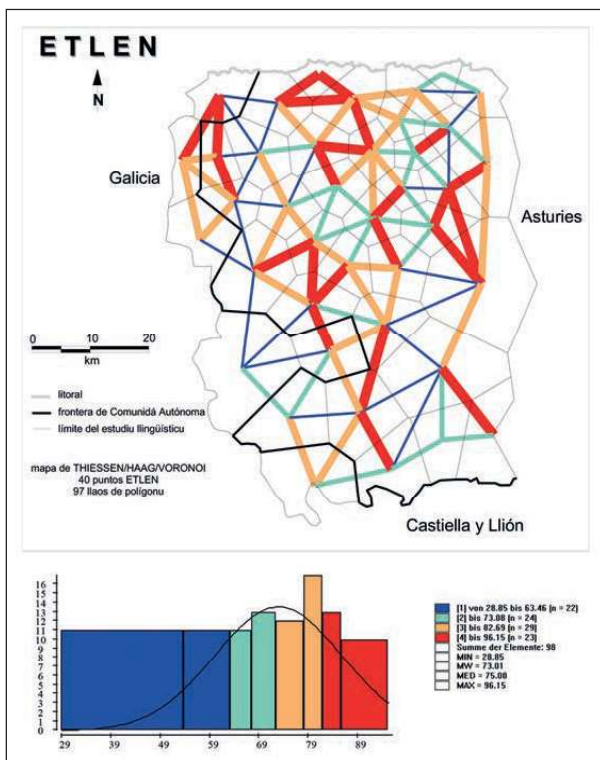 ETLEN
N
Galicia
Asturies
0 10 20
km
litoral
frontera de Comunidá Autónoma
límite del estudiu llingüísticu
mapa de THIESSEN/HAAG/VORONOI
40 puntos ETLEN
97 llaos de polígonu
Castiella y Llión
16
15
14
13
12
11
10
9
8
7
6
5
4
3
2
1
0
29 39 49 59 69 79 89
[1] von 28.85 bis 63.46 (n = 22)
[2] bis 73.08 (n = 24)
[3] bis 82.69 (n = 29)
[4] bis 96.15 (n = 23)
Summe der Elemente: 98
MIN = 28.85
MW = 73.01
MED = 75.00
MAX = 96.15